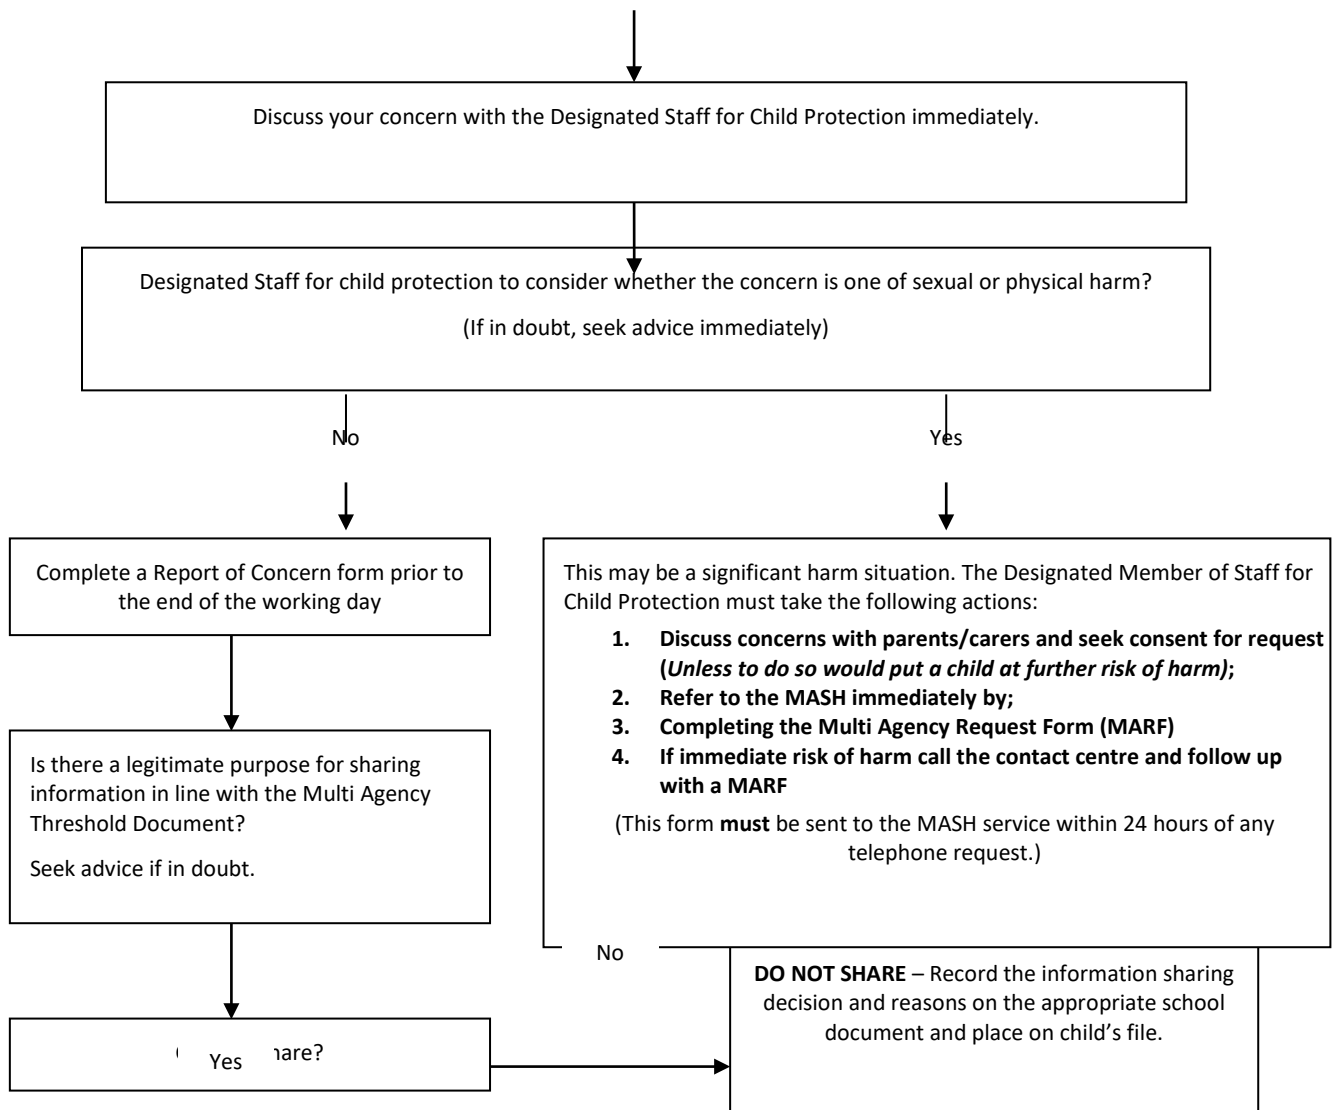 Discuss your concern with the Designated Staff for Child Protection immediately.
Designated Staff for child protection to consider whether the concern is one of sexual or physical harm?
(If in doubt, seek advice immediately)
No
Yes
Complete a Report of Concern form prior to
the end of the working day
This may be a significant harm situation. The Designated Member of Staff for
Child Protection must take the following actions:
1. Discuss concerns with parents/carers and seek consent for request
(Unless to do so would put a child at further risk of harm);
2. Refer to the MASH immediately by;
3. Completing the Multi Agency Request Form (MARF)
4. If immediate risk of harm call the contact centre and follow up
with a MARF
(This form must be sent to the MASH service within 24 hours of any
telephone request.)
Is there a legitimate purpose for sharing
information in line with the Multi Agency
Threshold Document?
Seek advice if in doubt.
No
DO NOT SHARE – Record the information sharing
decision and reasons on the appropriate school
document and place on child's file.
Yes